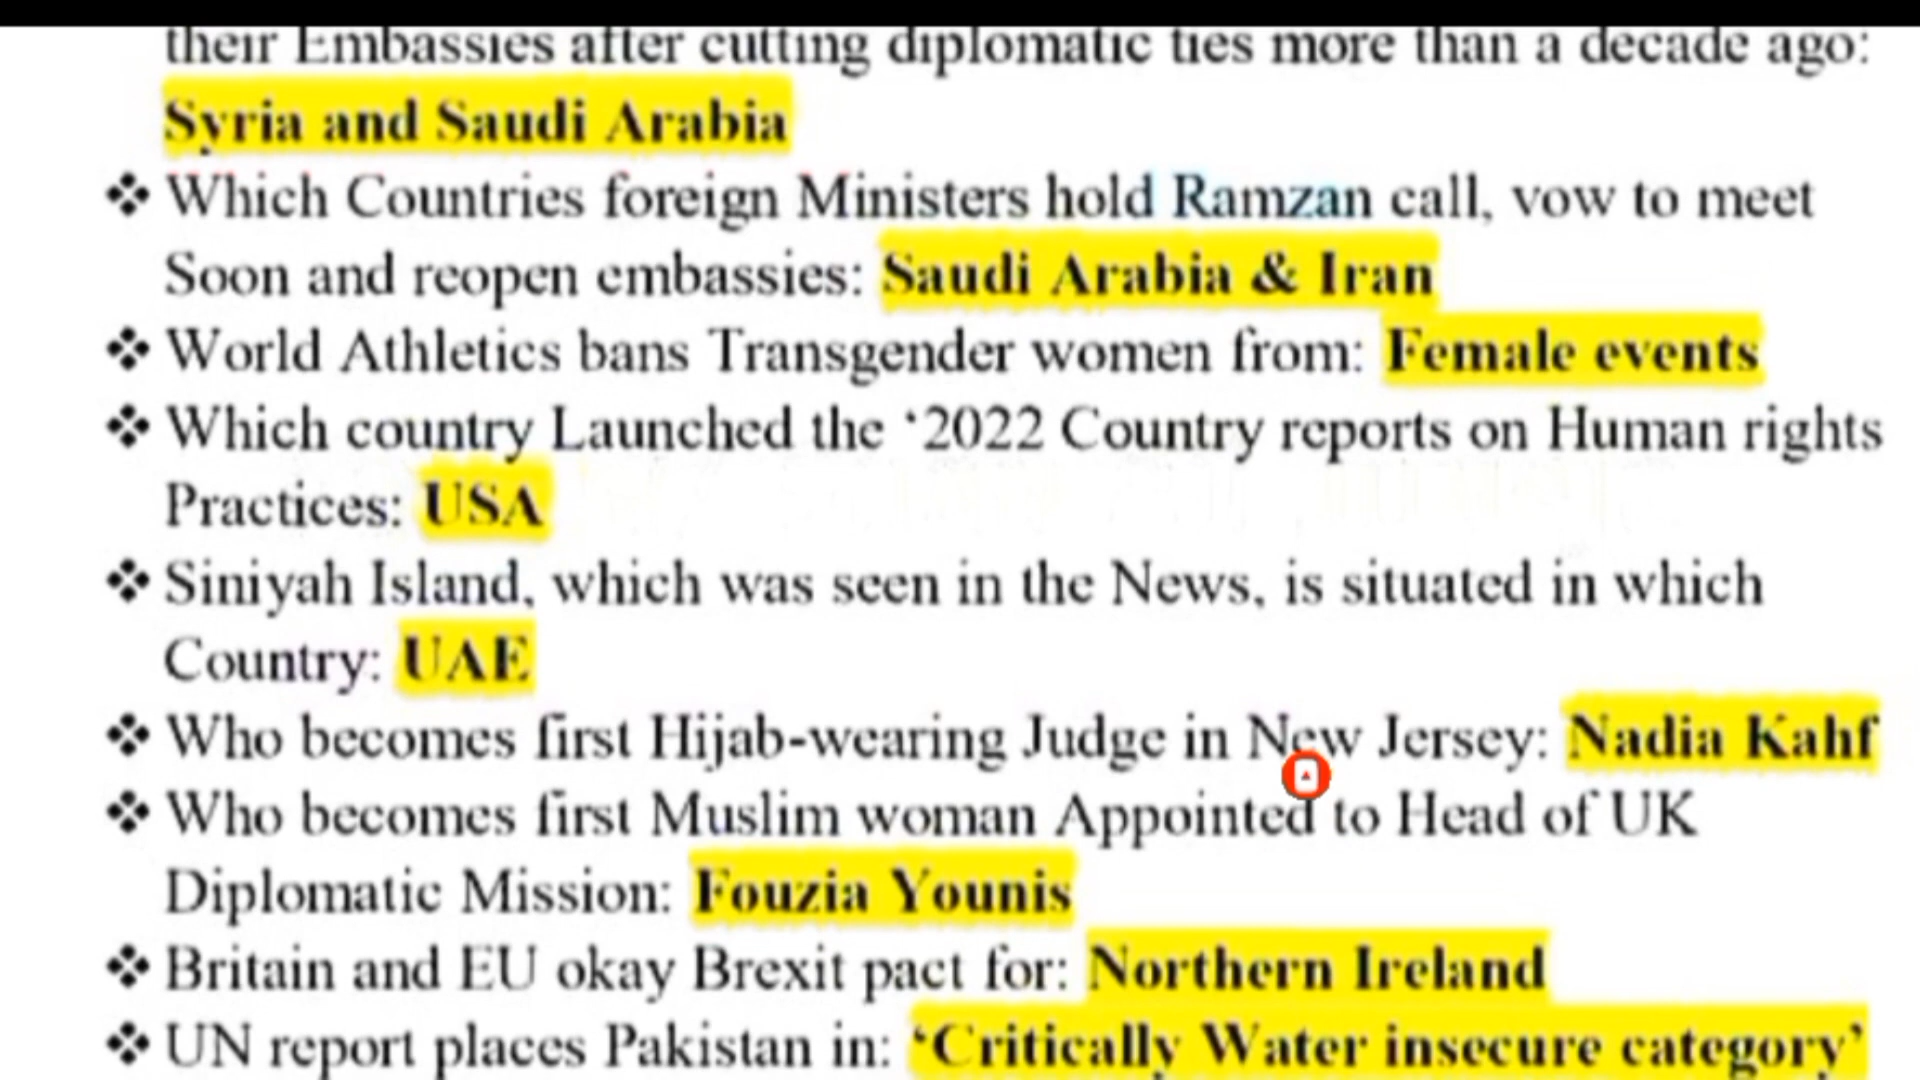 their Embassies after cutting diplomatic ties more than a decade ago:
Syria and Saudi Arabia
❖ Which Countries foreign Ministers hold Ramzan call, vow to meet
Soon and reopen embassies: Saudi Arabia & Iran
❖ World Athletics bans Transgender women from: Female events
❖ Which country Launched the ‘2022 Country reports on Human rights
Practices: USA
❖ Siniyah Island, which was seen in the News, is situated in which
Country: UAE
❖ Who becomes first Hijab-wearing Judge in New Jersey: Nadia Kahf
❖ Who becomes first Muslim woman Appointed to Head of UK
Diplomatic Mission: Fouzia Younis
❖ Britain and EU okay Brexit pact for: Northern Ireland
❖ UN report places Pakistan in: ‘Critically Water insecure category’